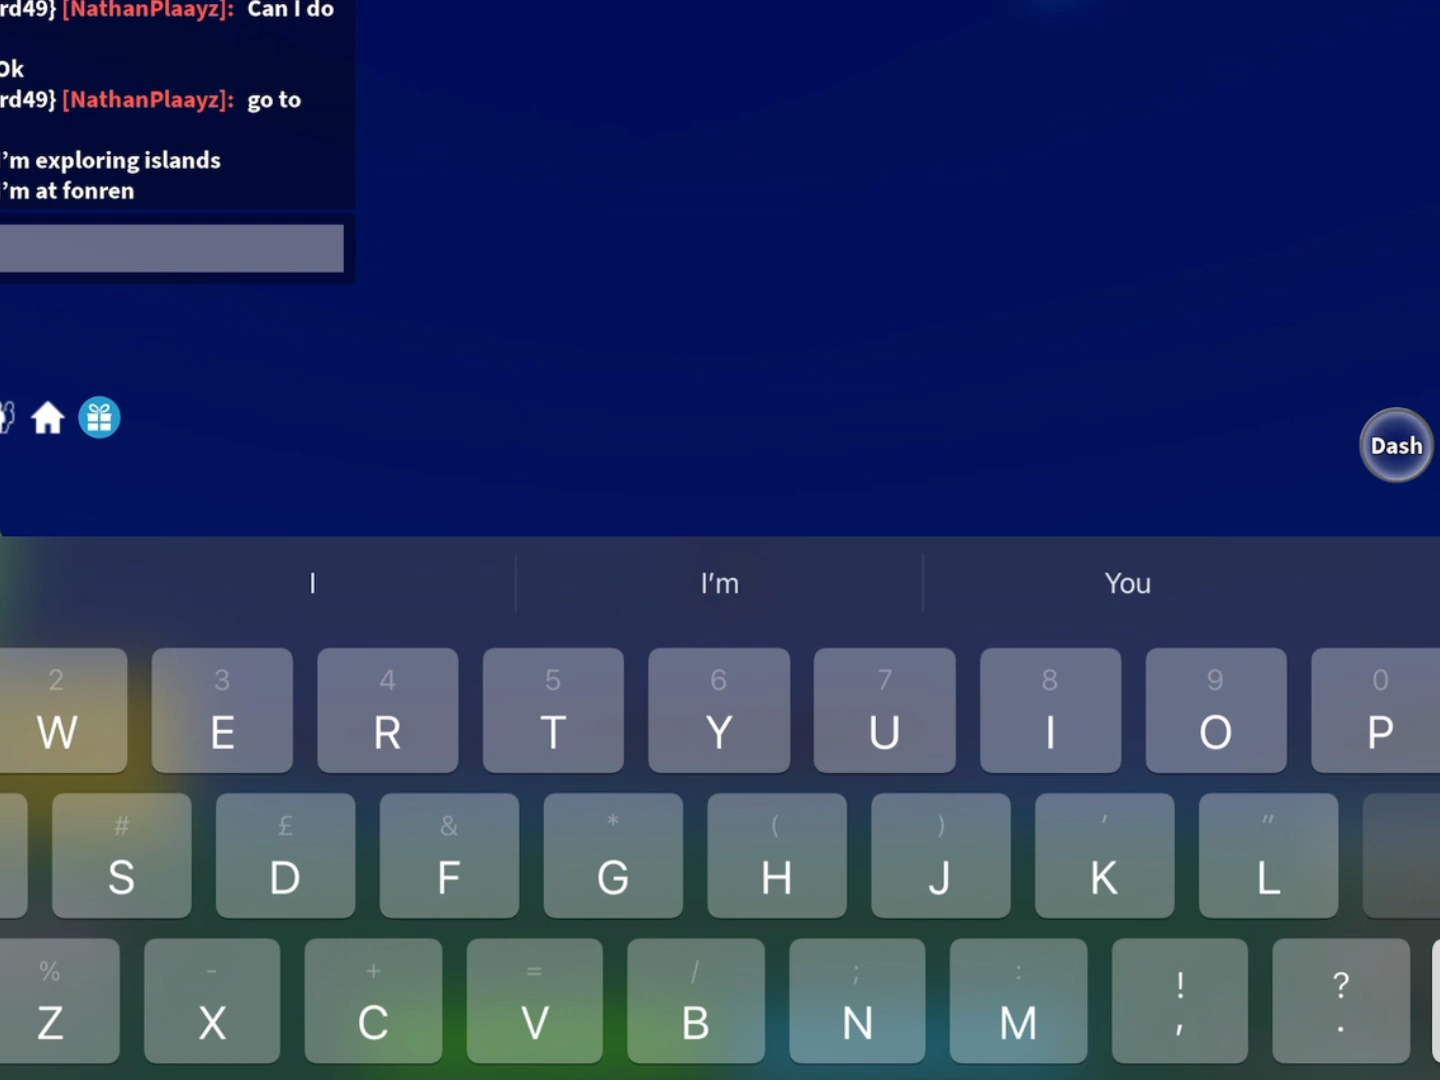 rd49} [NathanPlaayz]: Can I do
Ok
rd49} [NathanPlaayz]: go to
I'm exploring islands
I'm at fonren
Dash
I I'm You
2 3 4 5 6 7 8 9 0
W E R T Y U I O P
# £ & * ( ) ' "
S D F G H J K L
% - + = / ; : ! ?
Z X C V B N M , .